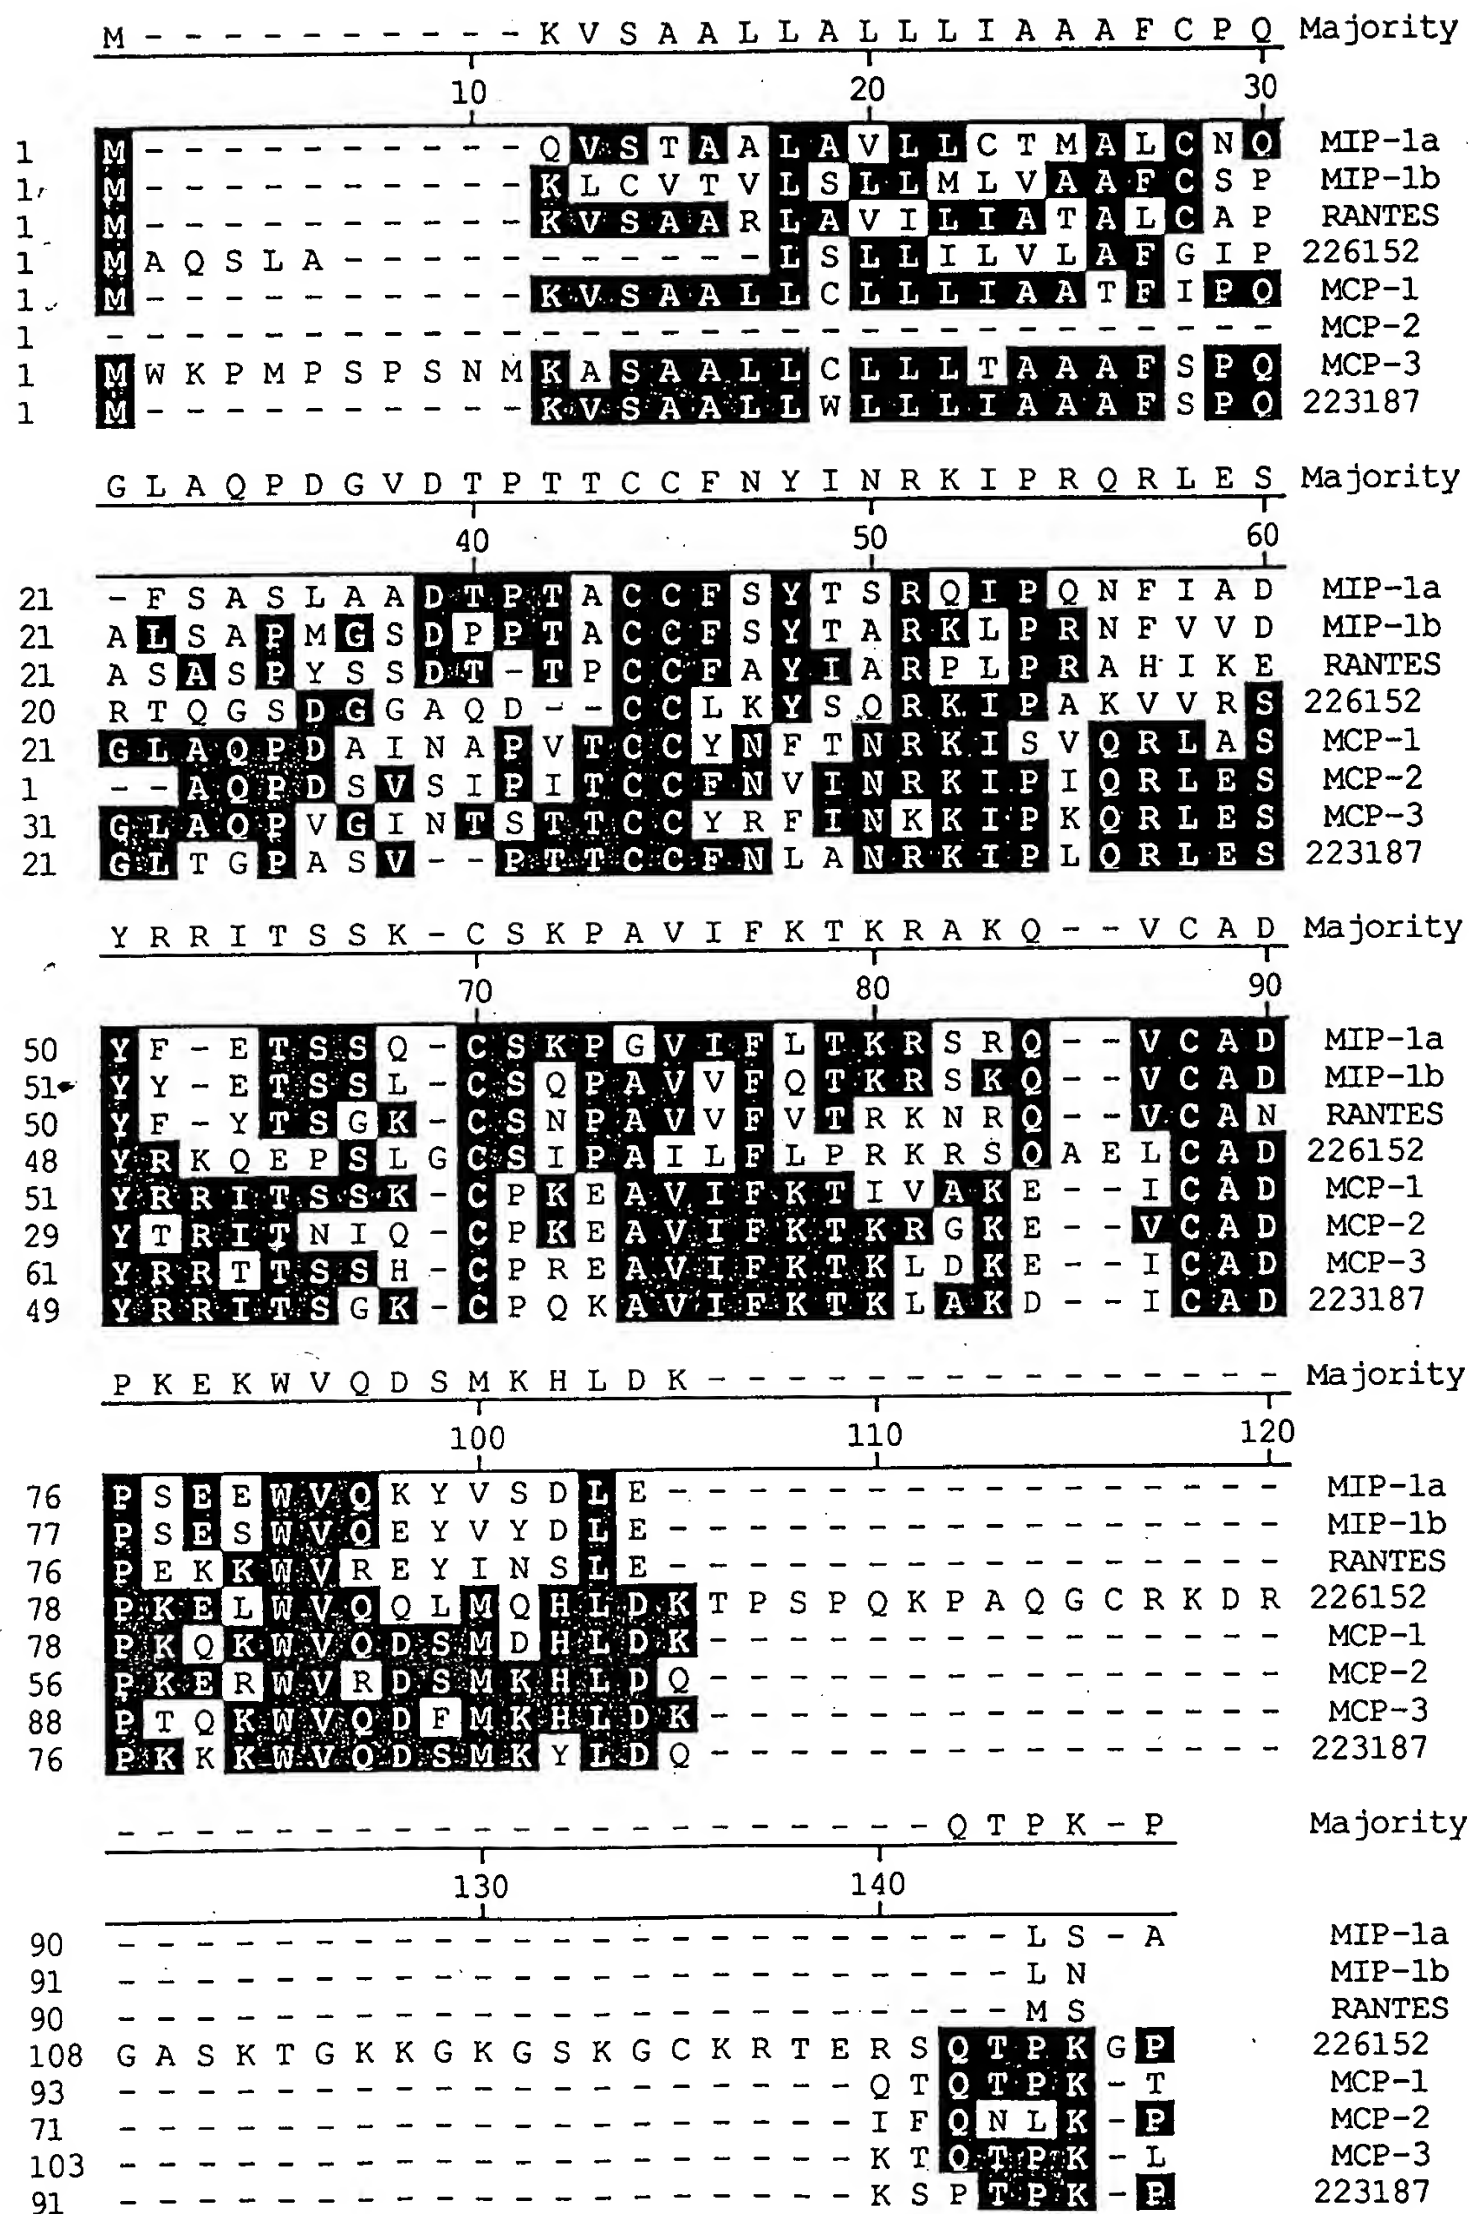 M - - - - - - - - - - K V S A A L L A L L L I A A A F C P Q Majority
10 20 30
1 M - - - - - - - - - - Q V S T A A L A V L L C T M A L C N Q MIP-1a
1 M - - - - - - - - - - K L C V T V L S L L M L V A A F C S P MIP-1b
1 M - - - - - - - - - - K V S A A R L A V I L I A T A L C A P RANTES
1 M A Q S L A - - - - - - - - - - - L S L L I L V L A F G I P 226152
1 M - - - - - - - - - - K V S A A L L C L L L I A A T F I P Q MCP-1
1 - - - - - - - - - - - - - - - - - - - - - - - - - - - - - - MCP-2
1 M W K P M P S P S N M K A S A A L L C L L L T A A A F S P Q MCP-3
1 M - - - - - - - - - - K V S A A L L W L L L I A A A F S P Q 223187
G L A Q P D G V D T P T T C C F N Y I N R K I P R Q R L E S Majority
40 50 60
21 - F S A S L A A D T P T A C C F S Y T S R Q I P Q N F I A D MIP-1a
21 A L S A P M G S D P P T A C C F S Y T A R K L P R N F V V D MIP-1b
21 A S A S P Y S S D T - T P C C F A Y I A R P L P R A H I K E RANTES
20 R T Q G S D G G A Q D - - C C L K Y S Q R K I P A K V V R S 226152
21 G L A Q P D A I N A P V T C C Y N F T N R K I S V Q R L A S MCP-1
1 - - A Q P D S V S I P I T C C F N V I N R K I P I Q R L E S MCP-2
31 G L A Q P V G I N T S T T C C Y R F I N K K I P K Q R L E S MCP-3
21 G L T G P A S V - - P T T C C F N L A N R K I P L Q R L E S 223187
Y R R I T S S K - C S K P A V I F K T K R A K Q - - V C A D Majority
70 80 90
50 Y F - E T S S Q - C S K P G V I F L T K R S R Q - - V C A D MIP-1a
51 Y Y - E T S S L - C S Q P A V V F Q T K R S K Q - - V C A D MIP-1b
50 Y F - Y T S G K - C S N P A V V F V T R K N R Q - - V C A N RANTES
48 Y R K Q E P S L G C S I P A I L F L P R K R S Q A E L C A D 226152
51 Y R R I T S S K - C P K E A V I F K T I V A K E - - I C A D MCP-1
29 Y T R I T N I Q - C P K E A V I F K T K R G K E - - V C A D MCP-2
61 Y R R T T S S H - C P R E A V I F K T K L D K E - - I C A D MCP-3
49 Y R R I T S G K - C P Q K A V I F K T K L A K D - - I C A D 223187
P K E K W V Q D S M K H L D K - - - - - - - - - - - - - - - Majority
100 110 120
76 P S E E W V Q K Y V S D L E - - - - - - - - - - - - - - - - MIP-1a
77 P S E S W V Q E Y V Y D L E - - - - - - - - - - - - - - - - MIP-1b
76 P E K K W V R E Y I N S L E - - - - - - - - - - - - - - - - RANTES
78 P K E L W V Q Q L M Q H L D K T P S P Q K P A Q G C R K D R 226152
78 P K Q K W V Q D S M D H L D K - - - - - - - - - - - - - - - MCP-1
56 P K E R W V R D S M K H L D Q - - - - - - - - - - - - - - - MCP-2
88 P T Q K W V Q D F M K H L D K - - - - - - - - - - - - - - - MCP-3
76 P K K K W V Q D S M K Y L D Q - - - - - - - - - - - - - - - 223187
- - - - - - - - - - - - - - - - - - - - - Q T P K - P Majority
130 140
90 - - - - - - - - - - - - - - - - - - - - - - - L S - A MIP-1a
91 - - - - - - - - - - - - - - - - - - - - - - - L N MIP-1b
90 - - - - - - - - - - - - - - - - - - - - - - - M S RANTES
108 G A S K T G K K G K G S K G C K R T E R S Q T P K G P 226152
93 - - - - - - - - - - - - - - - - - - - Q T Q T P K - T MCP-1
71 - - - - - - - - - - - - - - - - - - - I F Q N L K - P MCP-2
103 - - - - - - - - - - - - - - - - - - - K T Q T P K - L MCP-3
91 - - - - - - - - - - - - - - - - - - - K S P T P K - P 223187